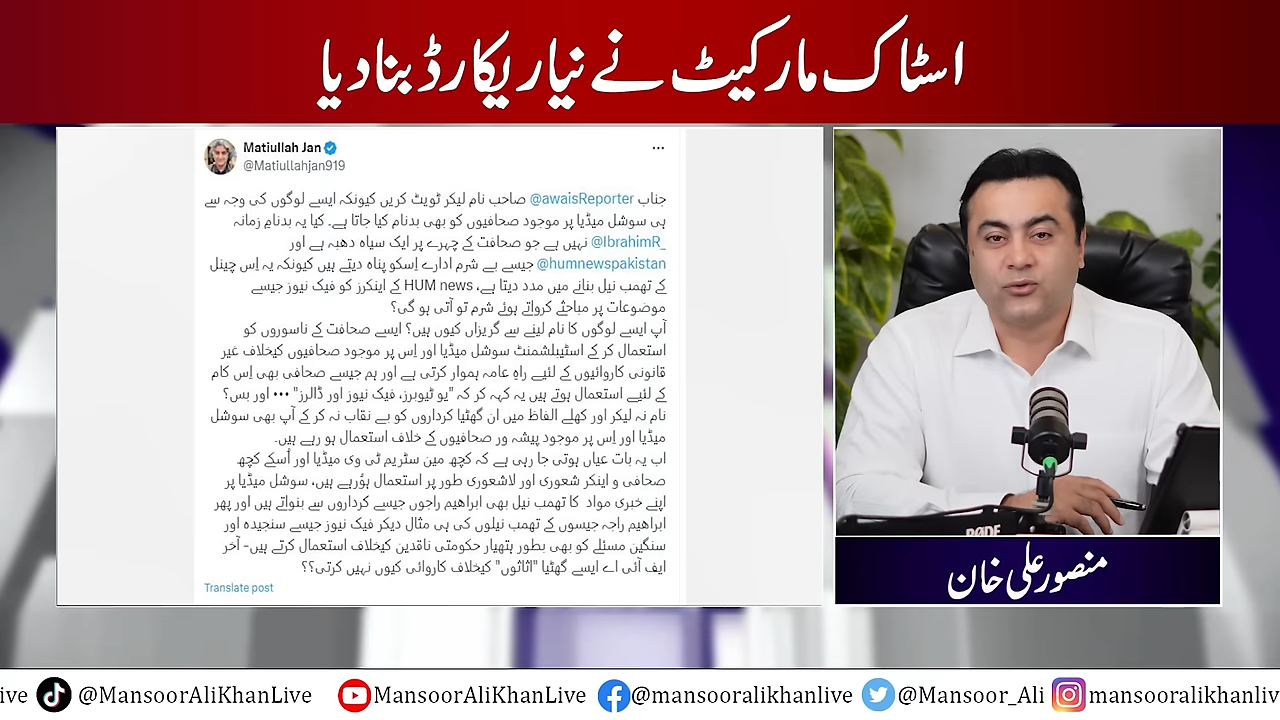 اسٹاک مارکیٹ نے نیا ریکارڈ بنا دیا
Matiullah Jan
@Matiullahjan919
جناب @awaisReporter صاحب نام لیکر ٹویٹ کریں کیونکہ ایسے لوگوں کی وجہ سے
ہی سوشل میڈیا پر موجود صحافیوں کو بھی بدنام کیا جاتا ہے۔ کیا یہ بدنامِ زمانہ
@IbrahimR_ نہیں ہے جو صحافت کے چہرے پر ایک سیاہ دھبہ ہے اور
@humnewspakistan جیسے بے شرم ادارے اِسکو پناہ دیتے ہیں کیونکہ یہ اِس چینل
کے تھمب نیل بنانے میں مدد دیتا ہے، HUM news کے اینکرز کو فیک نیوز جیسے
موضوعات پر مباحثے کرواتے ہوئے شرم تو آتی ہو گی؟
آپ ایسے لوگوں کا نام لینے سے گریزاں کیوں ہیں؟ ایسے صحافت کے ناسوروں کو
استعمال کر کے اسٹیبلشمنٹ سوشل میڈیا اور اِس پر موجود صحافیوں کیخلاف غیر
قانونی کاروائیوں کے لئیے راہِ عامہ ہموار کرتی ہے اور ہم جیسے صحافی بھی اِس کام
کے لئیے استعمال ہوتے ہیں یہ کہہ کر کہ "یو ٹیوبرز، فیک نیوز اور ڈالرز" ••• اور بس؟
نام نہ لیکر اور کھلے الفاظ میں ان گھٹیا کرداروں کو بے نقاب نہ کر کے آپ بھی سوشل
میڈیا اور اِس پر موجود پیشہ ور صحافیوں کے خلاف استعمال ہو رہے ہیں۔
اب یہ بات عیاں ہوتی جا رہی ہے کہ کچھ مین سٹریم ٹی وی میڈیا اور اُسکے کچھ
صحافی و اینکر شعوری اور لاشعوری طور پر استعمال ہوُرہے ہیں، سوشل میڈیا پر
اپنے خبری مواد کا تھمب نیل بھی ابراھیم راجوں جیسے کرداروں سے بنواتے ہیں اور پھر
ابراھیم راجہ جیسوں کے تھمب نیلوں کی ہی مثال دیکر فیک نیوز جیسے سنجیدہ اور
سنگین مسئلے کو بھی بطور ہتھیار حکومتی ناقدین کیخلاف استعمال کرتے ہیں- آخر
ایف آئی اے ایسے گھٹیا "اثاثوں" کیخلاف کاروائی کیوں نہیں کرتی؟؟
Translate post
RØDE
منصور علی خان
ive @MansoorAliKhanLive MansoorAliKhanLive @mansooralikhanlive @Mansoor_Ali mansooralikhanliv